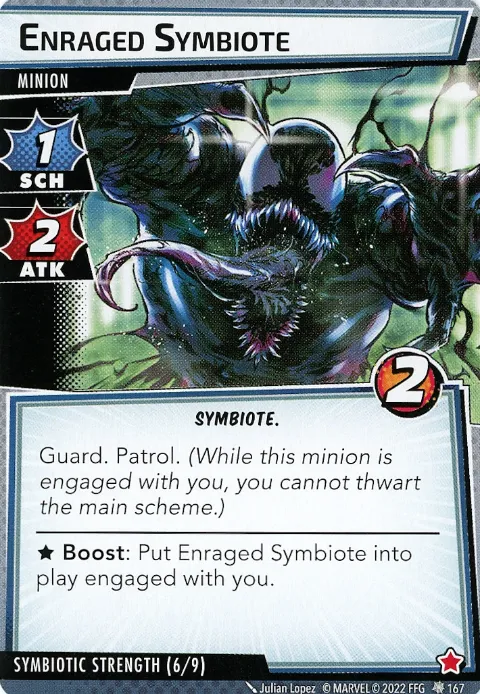 ENRAGED SYMBIOTE
MINION
1
SCH
2
ATK
2
SYMBIOTE.
Guard. Patrol. (While this minion is
engaged with you, you cannot thwart
the main scheme.)
★ Boost: Put Enraged Symbiote into
play engaged with you.
SYMBIOTIC STRENGTH (6/9)
Julian Lopez © MARVEL © 2022 FFG 167